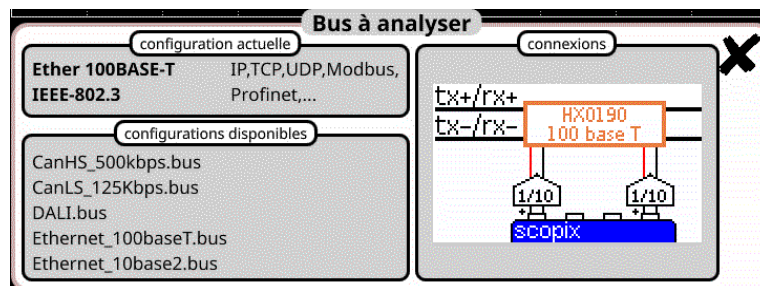 Bus à analyser
configuration actuelle
Ether 100BASE-T IP,TCP,UDP,Modbus,
IEEE-802.3 Profinet,...
configurations disponibles
CanHS_500kbps.bus
CanLS_125Kbps.bus
DALI.bus
Ethernet_100baseT.bus
Ethernet_10base2.bus
connexions
tx+/rx+
tx-/rx-
HX0190
100 base T
1/10 1/10
+ +
scopix